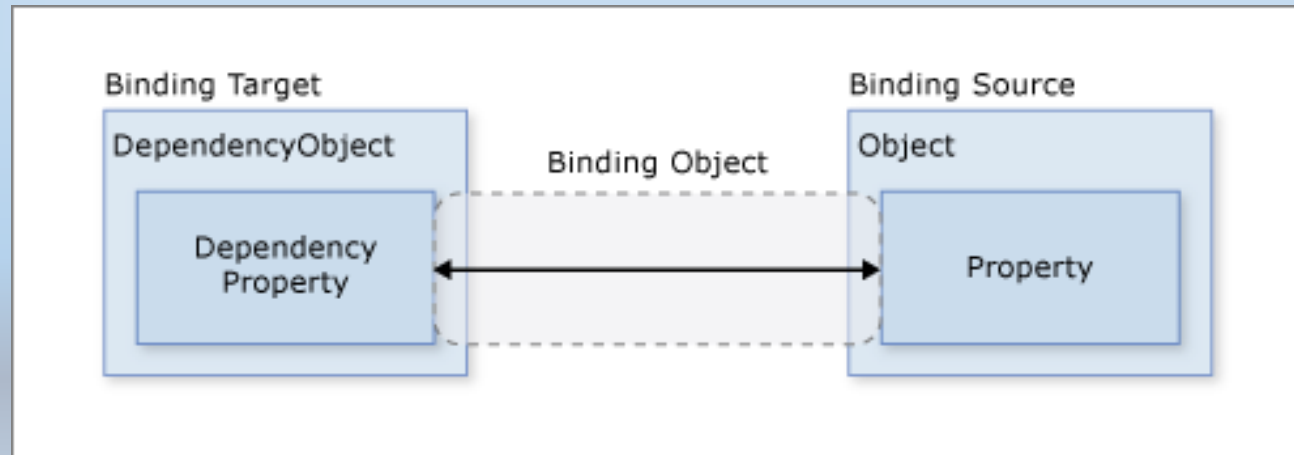 Binding Target
DependencyObject
Dependency
Property
Binding Object
Binding Source
Object
Property